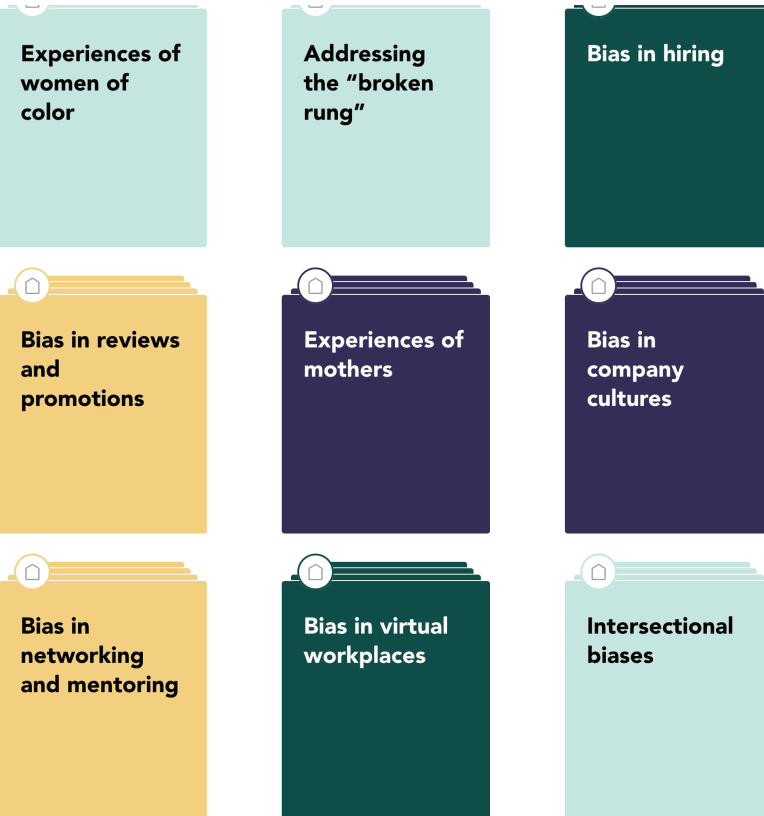 Experiences of
women of
color
Addressing
the “broken
rung”
Bias in hiring
Bias in reviews
and
promotions
Experiences of
mothers
Bias in
company
cultures
Bias in
networking
and mentoring
Bias in virtual
workplaces
Intersectional
biases